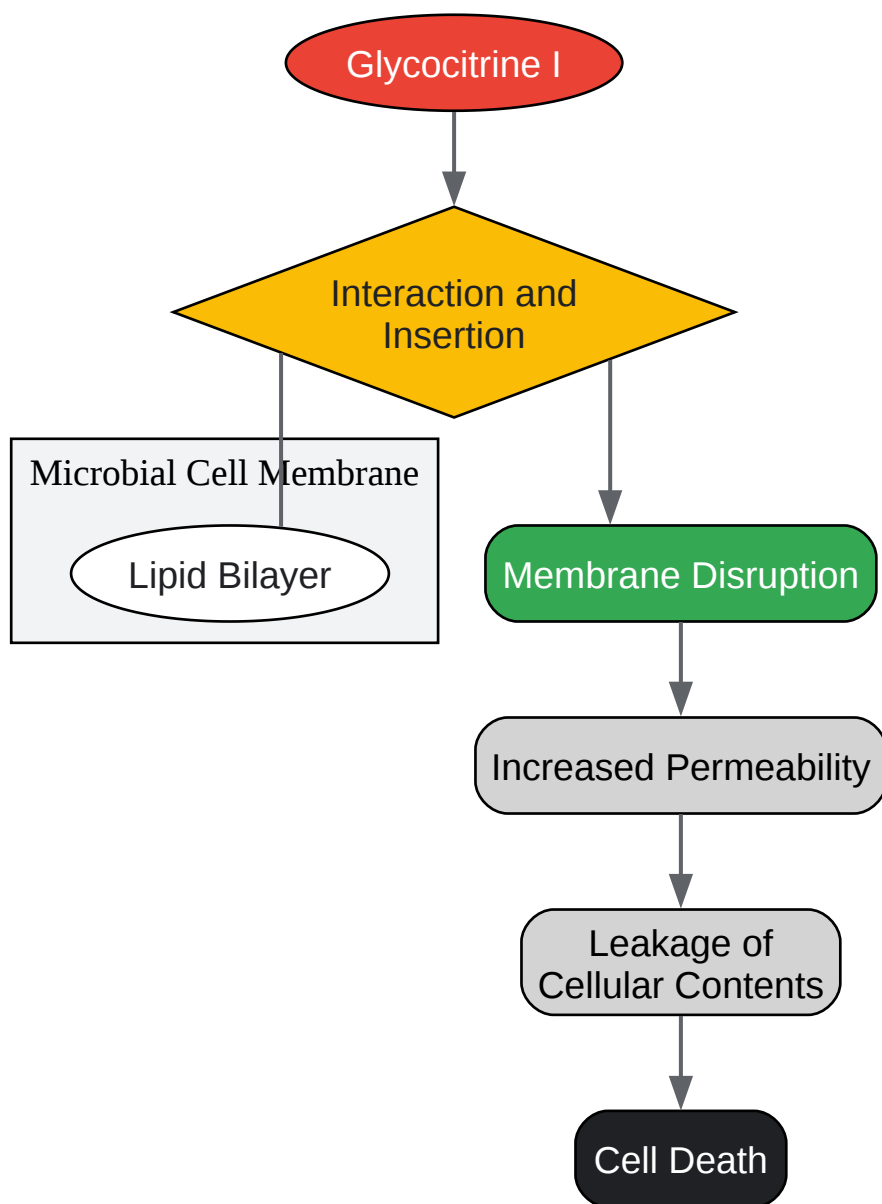 Glycocitrine I
Interaction and
Insertion
Microbial Cell Membrane
Lipid Bilayer
Membrane Disruption
Increased Permeability
Leakage of
Cellular Contents
Cell Death